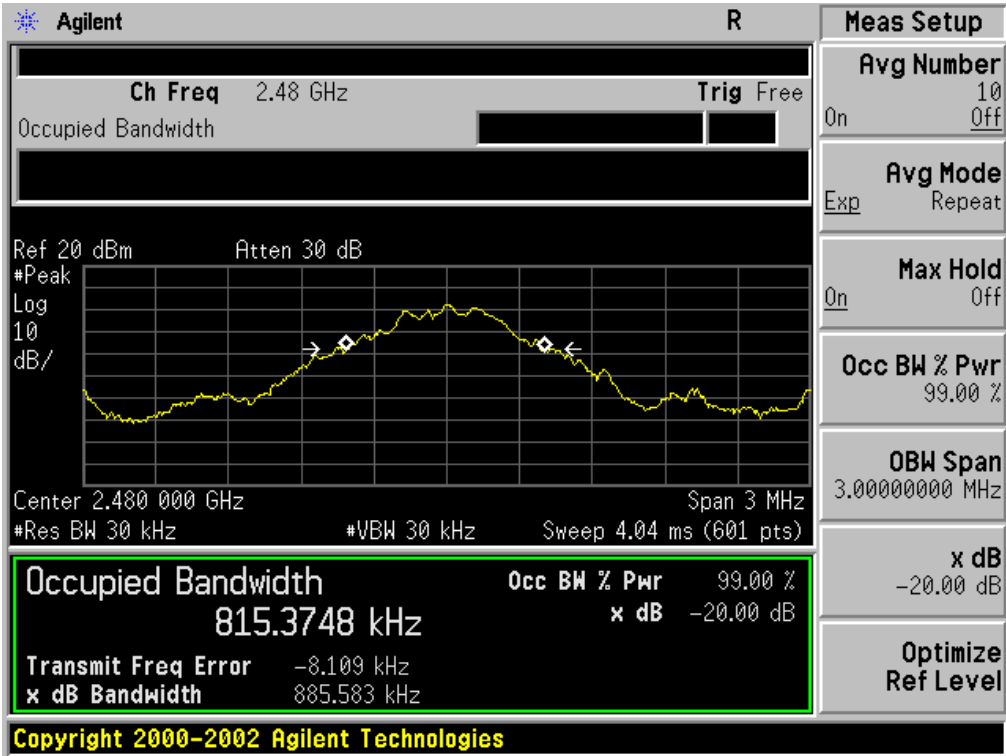 Agilent R
Ch Freq 2.48 GHz Trig Free
Occupied Bandwidth
Ref 20 dBm Atten 30 dB
#Peak
Log
10
dB/
Center 2.480 000 GHz Span 3 MHz
#Res BW 30 kHz #VBW 30 kHz Sweep 4.04 ms (601 pts)
Occupied Bandwidth
815.3748 kHz
Occ BW % Pwr 99.00 %
x dB -20.00 dB
Transmit Freq Error -8.109 kHz
x dB Bandwidth 885.583 kHz
Copyright 2000-2002 Agilent Technologies
Meas Setup
Avg Number
10
On Off
Avg Mode
Exp Repeat
Max Hold
On Off
Occ BW % Pwr
99.00 %
OBW Span
3.00000000 MHz
x dB
-20.00 dB
Optimize
Ref Level